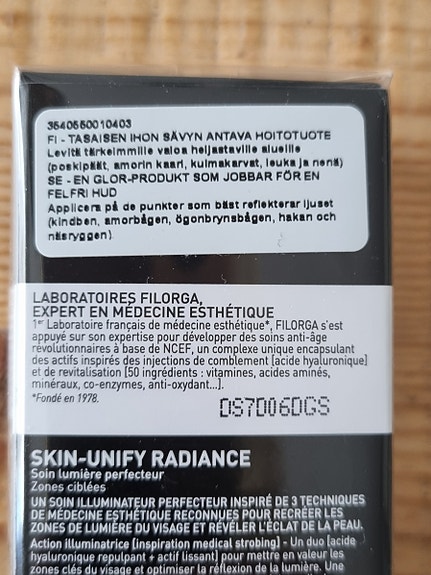 3540550010403
FI - TASAISEN IHON SÄVYN ANTAVA HOITOTUOTE
Levitä tärkeimmille valoa heijastaville alueille
(poskipäät, amorin kaari, kulmakarvat, leuka ja nenä)
SE - EN GLOR-PRODUKT SOM JOBBAR FÖR EN
FELFRI HUD
Applicera på de punkter som bäst reflekterar ljuset
(kindben, amorbågen, ögonbrynsbågen, hakan och
näsryggen).
LABORATOIRES FILORGA,
EXPERT EN MÉDECINE ESTHÉTIQUE
1er Laboratoire français de médecine esthétique*, FILORGA s'est
appuyé sur son expertise pour développer des soins anti-âge
révolutionnaires à base de NCEF, un complexe unique encapsulant
des actifs inspirés des injections de comblement [acide hyaluronique]
et de revitalisation [50 ingrédients : vitamines, acides aminés,
minéraux, co-enzymes, anti-oxydant...].
*Fondé en 1978.
DS7D06DGS
SKIN-UNIFY RADIANCE
Soin lumière perfecteur
Zones ciblées
UN SOIN ILLUMINATEUR PERFECTEUR INSPIRÉ DE 3 TECHNIQUES
DE MÉDECINE ESTHÉTIQUE RECONNUES POUR RECRÉER LES
ZONES DE LUMIÈRE DU VISAGE ET RÉVÉLER L'ÉCLAT DE LA PEAU.
Action illuminatrice [inspiration medical strobing] - Un duo [acide
hyaluronique repulpant + actif lissant] pour mettre en valeur les
zones clés du visage et optimiser la réflexion de la lumière. Une